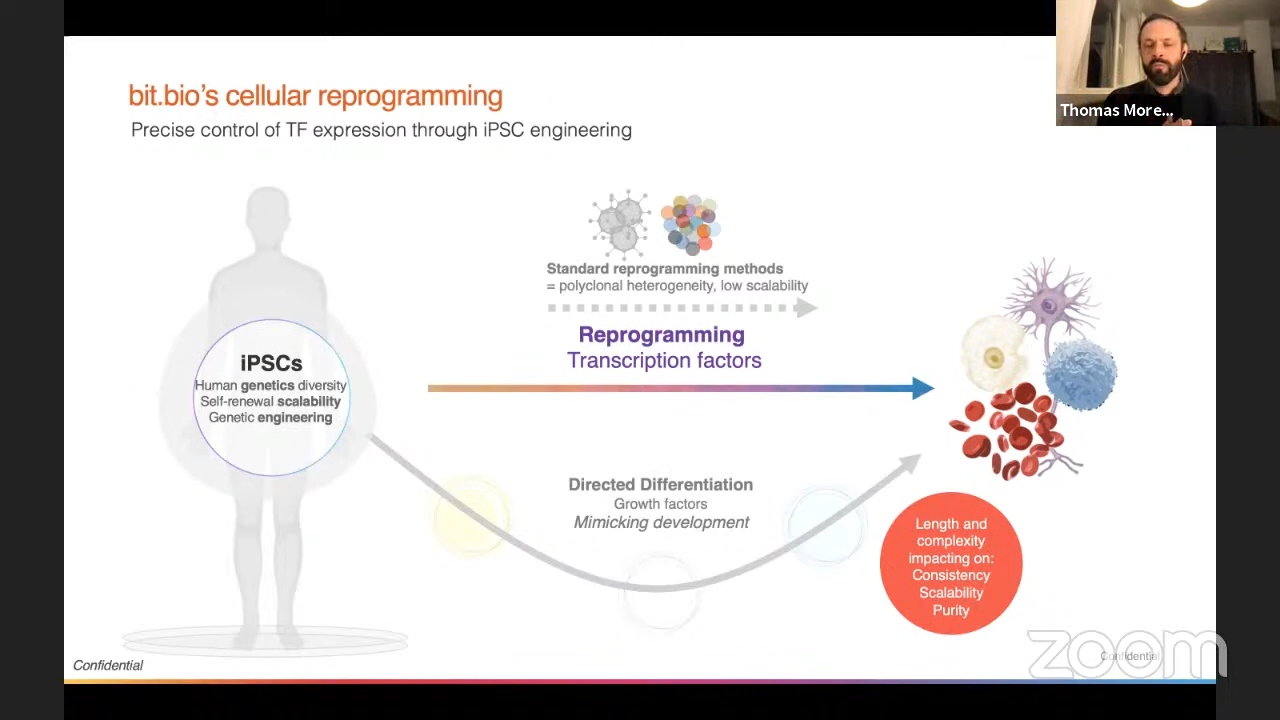 bit.bio's cellular reprogramming
Precise control of TF expression through iPSC engineering
Thomas More...
Standard reprogramming methods
= polyclonal heterogeneity, low scalability
Reprogramming
Transcription factors
iPSCs
Human genetics diversity
Self-renewal scalability
Genetic engineering
Directed Differentiation
Growth factors
Mimicking development
Length and
complexity
impacting on:
Consistency
Scalability
Purity
Confidential
Confidential
zoom